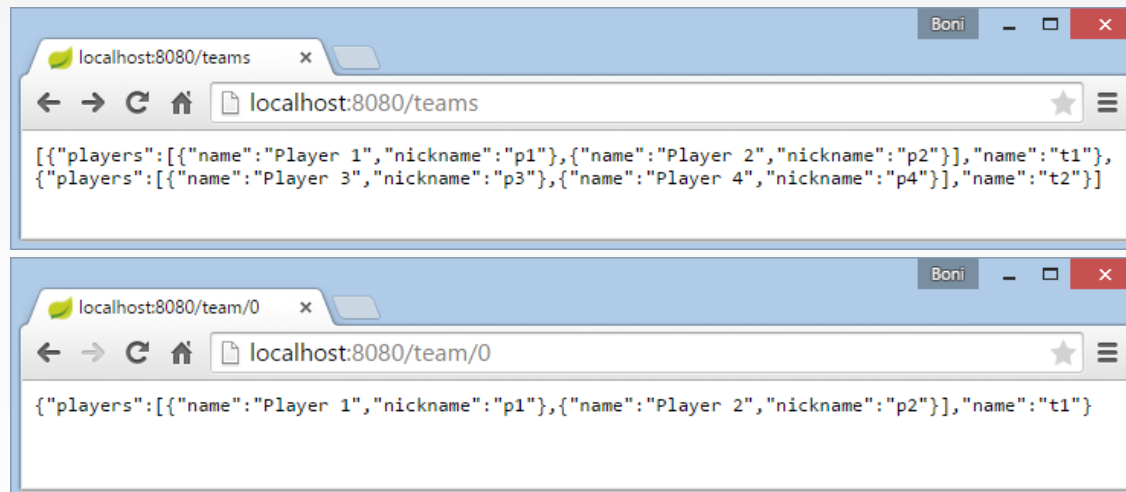 Boni
localhost:8080/teams
localhost:8080/teams
[{"players":[{"name":"Player 1","nickname":"p1"},{"name":"Player 2","nickname":"p2"}],"name":"t1"},
{"players":[{"name":"Player 3","nickname":"p3"},{"name":"Player 4","nickname":"p4"}],"name":"t2"}]
Boni
localhost:8080/team/0
localhost:8080/team/0
{"players":[{"name":"Player 1","nickname":"p1"},{"name":"Player 2","nickname":"p2"}],"name":"t1"}